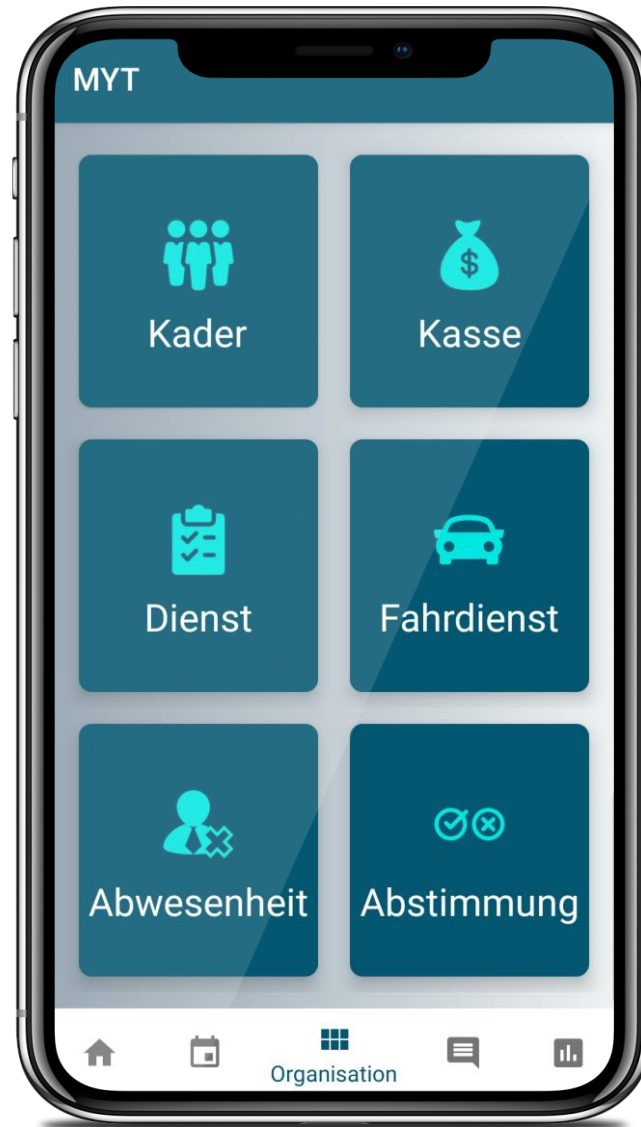 MYT
Kader
Kasse
$
Dienst
Fahrdienst
Abwesenheit
Abstimmung
Organisation